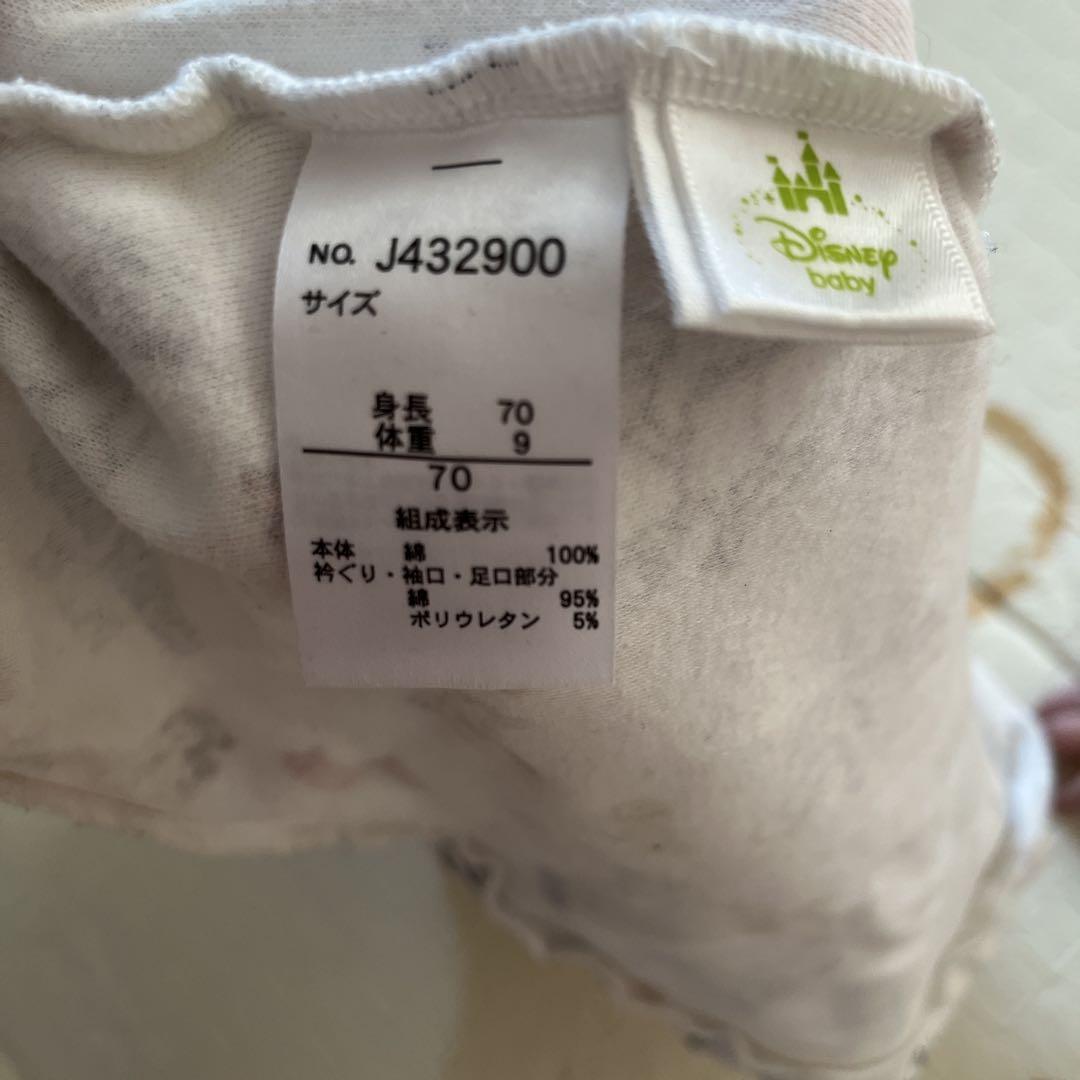 NO. J432900
サイズ
身長 70
体重 9
70
組成表示
本体 綿 100%
衿ぐり・袖口・足口部分
綿 95%
ポリウレタン 5%
Disney
baby